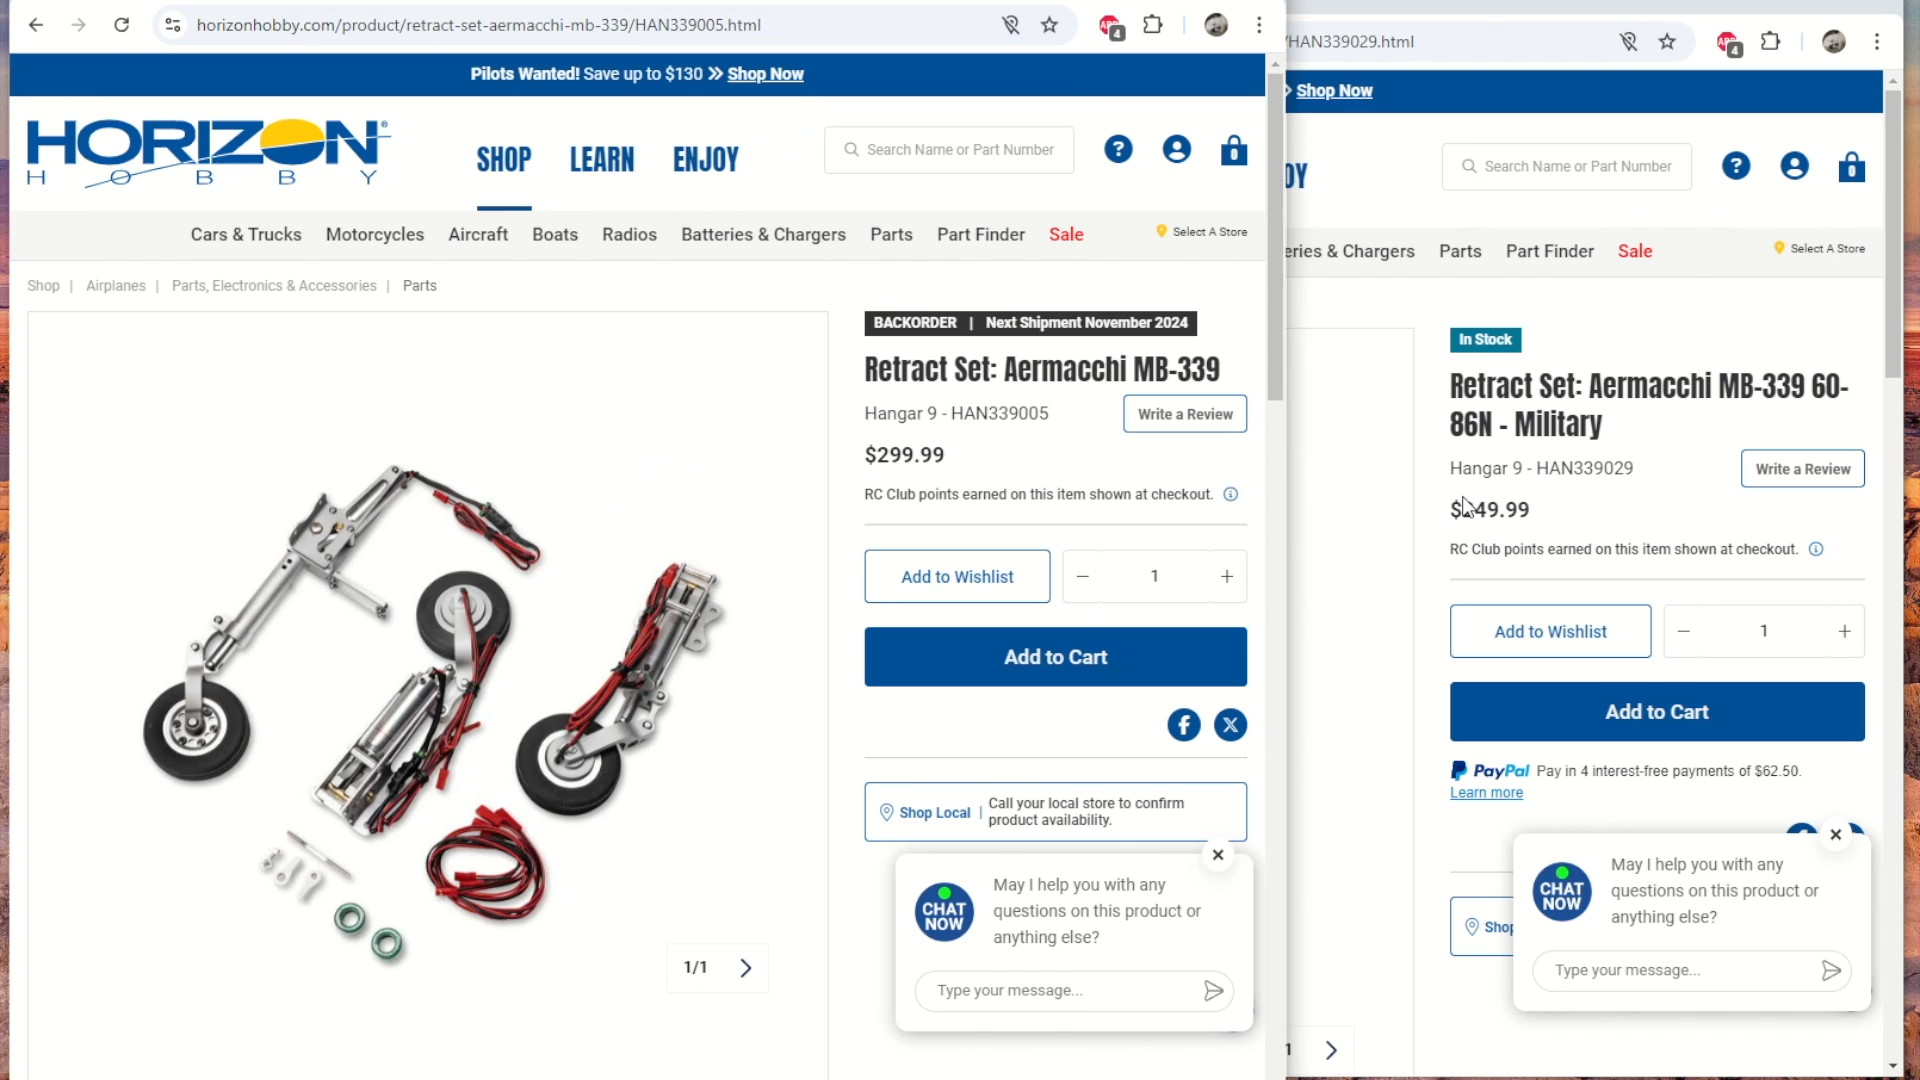 horizonhobby.com/product/retract-set-aermacchi-mb-339/HAN339005.html
4
Pilots Wanted! Save up to $130 Shop Now
HORIZON
HOBBY
SHOP
LEARN
ENJOY
Search Name or Part Number
?
0
Cars & Trucks
Motorcycles
Aircraft
Boats
Radios
Batteries & Chargers
Parts
Part Finder
Sale
Select A Store
Shop | Airplanes | Parts, Electronics & Accessories | Parts
BACKORDER | Next Shipment November 2024
Retract Set: Aermacchi MB-339
Hangar 9 - HAN339005
Write a Review
$299.99
RC Club points earned on this item shown at checkout.
Add to Wishlist
− 1 +
Add to Cart
Shop Local |
Call your local store to confirm
product availability.
1/1
CHAT
NOW
May I help you with any
questions on this product or
anything else?
Type your message...
/HAN339029.html
4
Shop Now
OY
Search Name or Part Number
?
0
eries & Chargers
Parts
Part Finder
Sale
Select A Store
In Stock
Retract Set: Aermacchi MB-339 60-
86N - Military
Hangar 9 - HAN339029
Write a Review
$ 49.99
RC Club points earned on this item shown at checkout.
Add to Wishlist
− 1 +
Add to Cart
PayPal Pay in 4 interest-free payments of $62.50.
Learn more
Shop
CHAT
NOW
May I help you with any
questions on this product or
anything else?
Type your message...
1